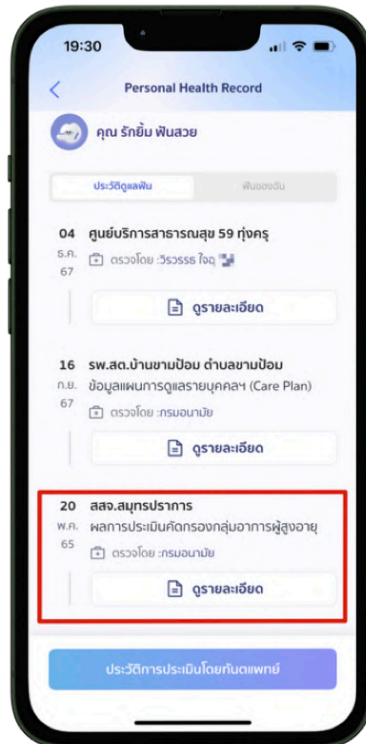 19:30
Personal Health Record
คุณ รักยิ้ม ฟันสวย
ประวัติดูแลฟัน
ฟันของฉัน
04 ศูนย์บริการสาธารณสุข 59 ทุ่งครุ
ธ.ค. ตรวจโดย :วิรวรรธ ใจดุ
67
ดูรายละเอียด
16 รพ.สต.บ้านขามป้อม ตำบลขามป้อม
ก.ย. ข้อมูลแผนการดูแลรายบุคคลฯ (Care Plan)
67 ตรวจโดย :กรมอนามัย
ดูรายละเอียด
20 สสจ.สมุทรปราการ
พ.ค. ผลการประเมินคัดกรองกลุ่มอาการผู้สูงอายุ
65 ตรวจโดย :กรมอนามัย
ดูรายละเอียด
ประวัติการประเมินโดยทันตแพทย์